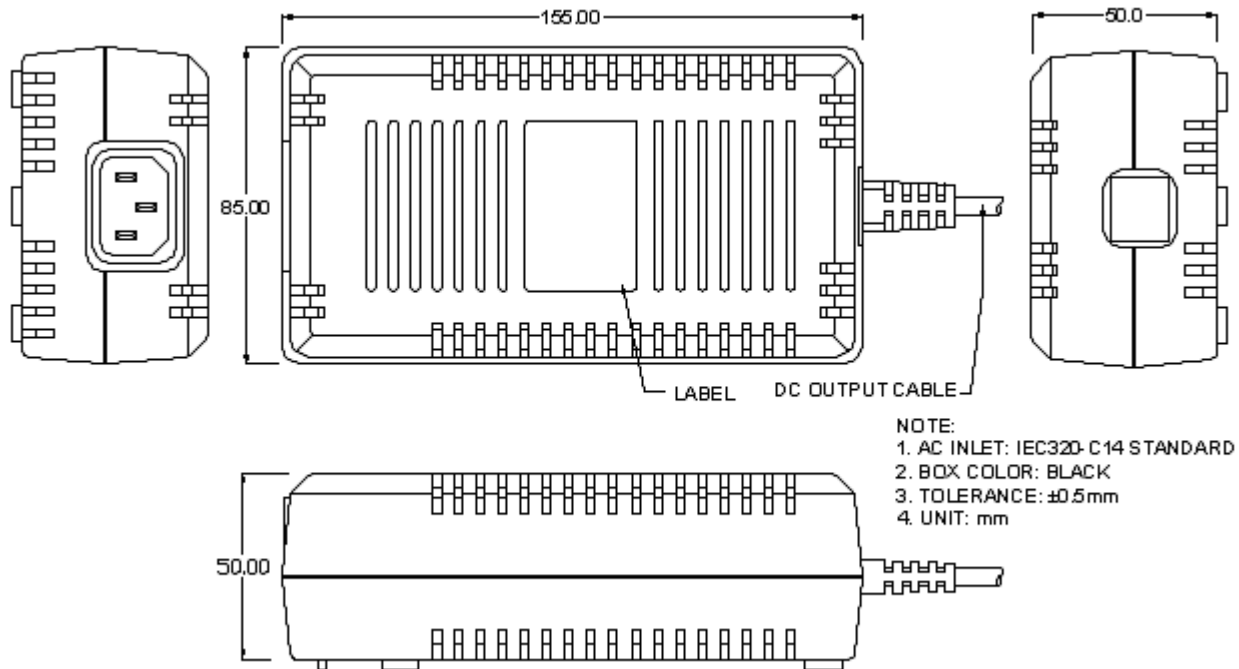 155.00
50.0
85.00
LABEL
DC OUTPUT CABLE
NOTE:
1. AC INLET: IEC320-C14 STANDARD
2. BOX COLOR: BLACK
3. TOLERANCE: ±0.5mm
4. UNIT: mm
50.00